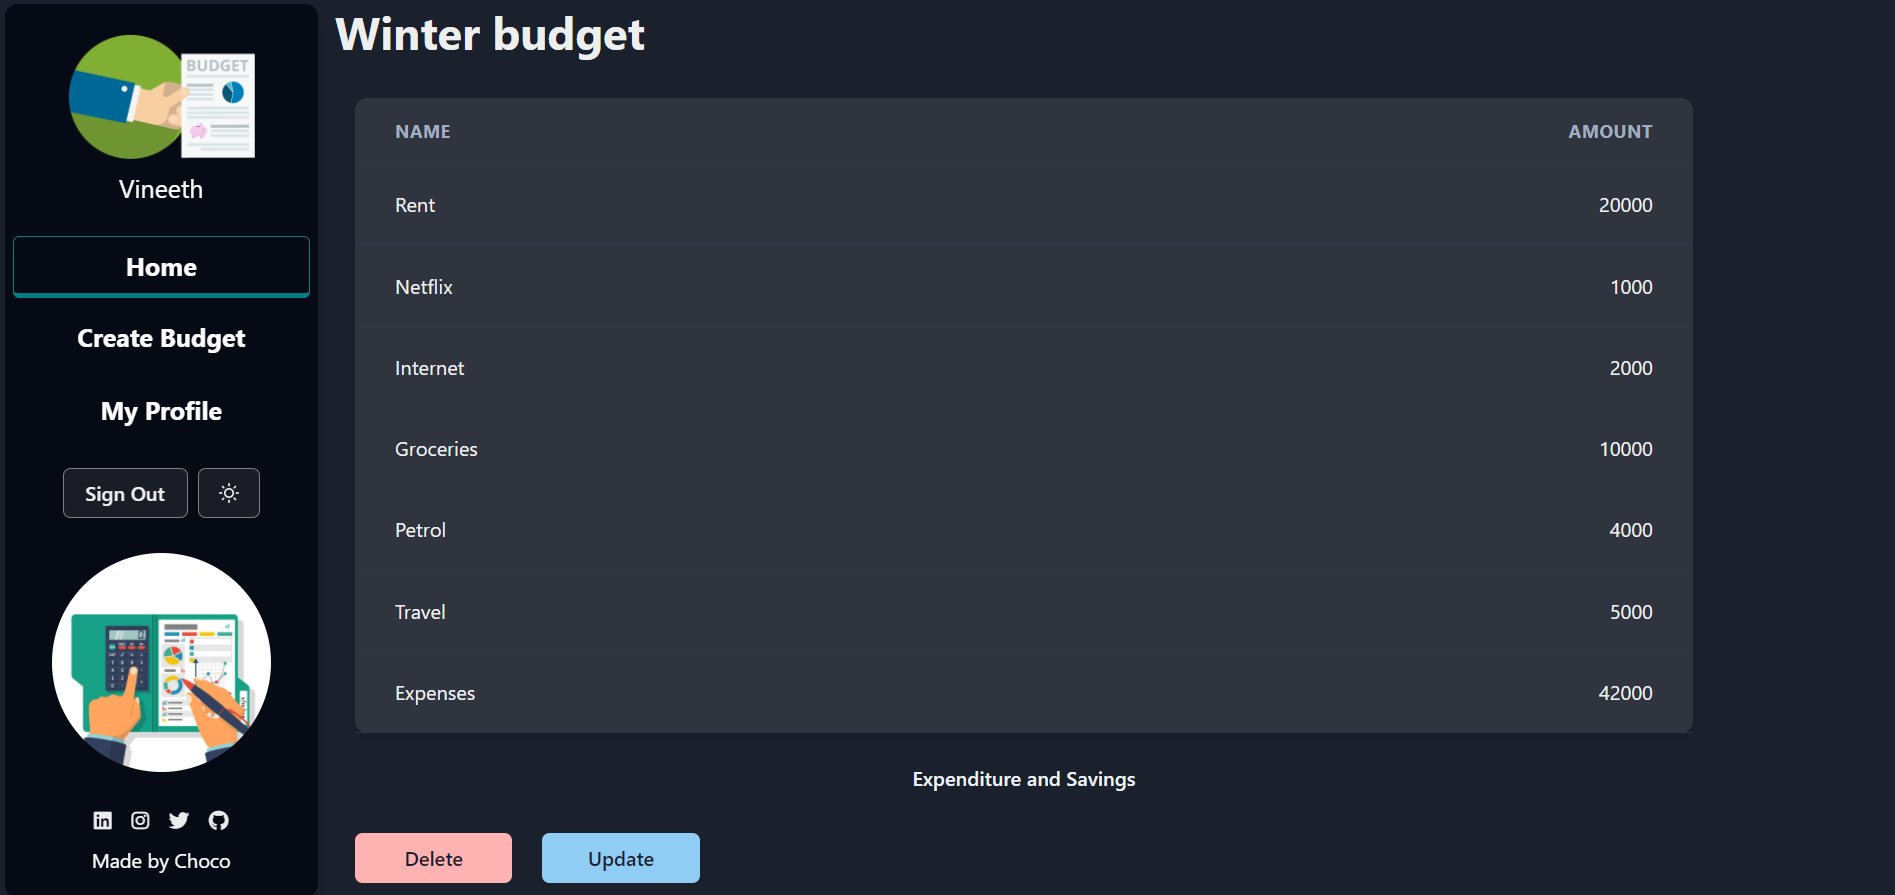 BUDGET
Vineeth
Home
Create Budget
My Profile
Sign Out
Made by Choco
Winter budget
NAME AMOUNT
Rent 20000
Netflix 1000
Internet 2000
Groceries 10000
Petrol 4000
Travel 5000
Expenses 42000
Expenditure and Savings
Delete Update